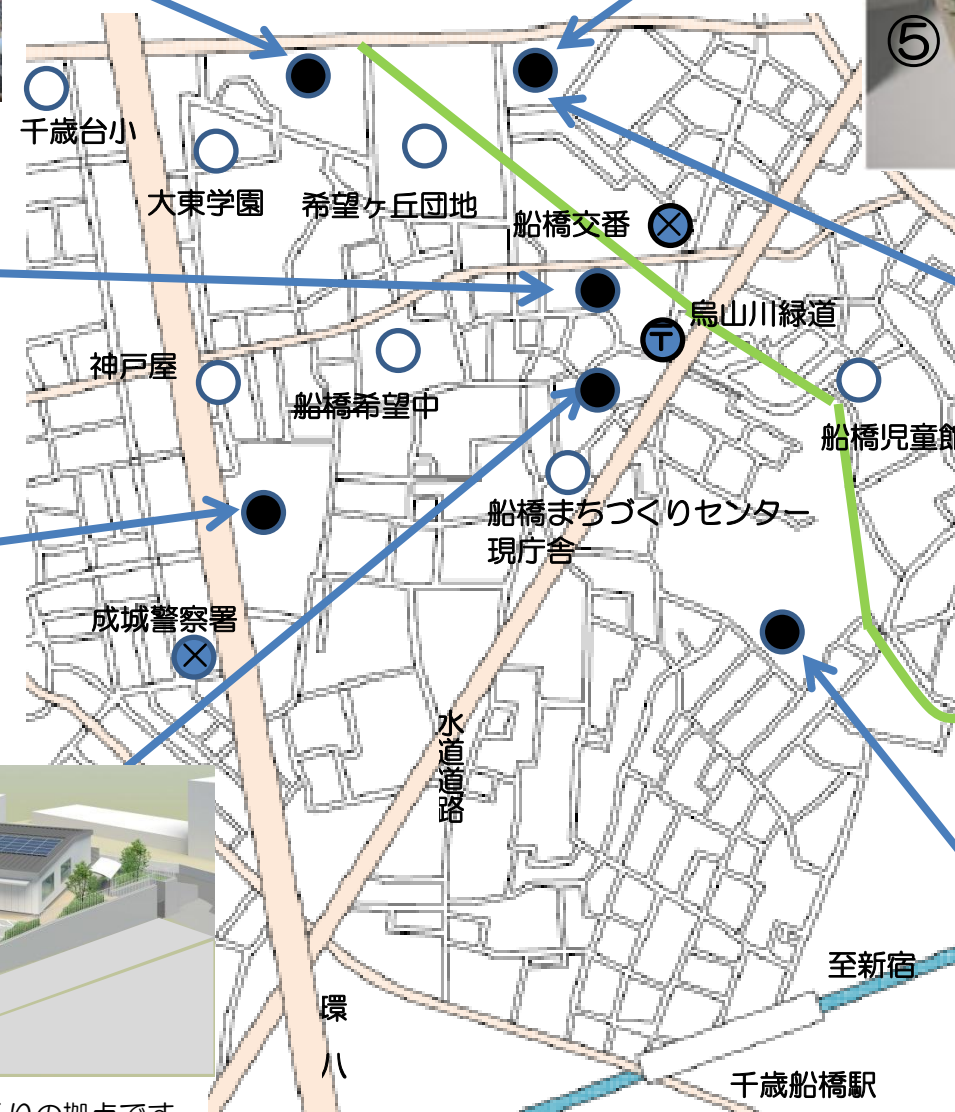 ⑤
千歳台小
大東学園
希望ヶ丘団地
船橋交番
烏山川緑道
〒
神戸屋
船橋希望中
船橋児童館
船橋まちづくりセンター
現庁舎
成城警察署
水道道路
至新宿
環八
千歳船橋駅
りの拠点です